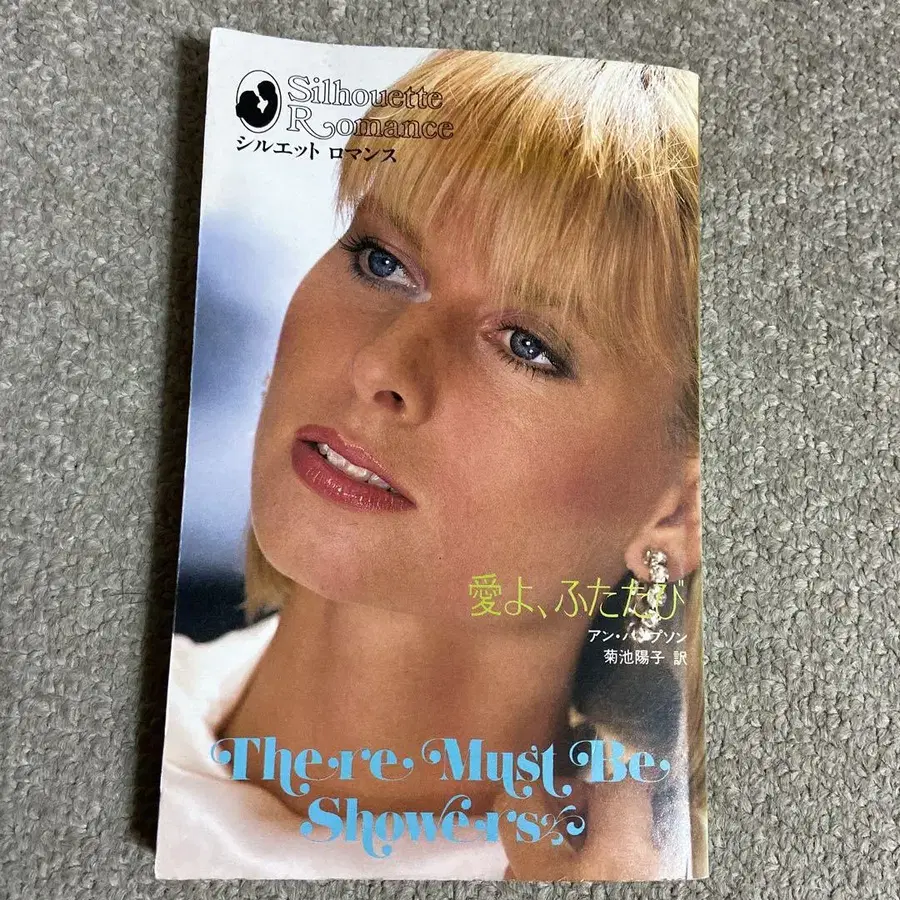 Silhouette
Romance
シルエット ロマンス
愛よ、ふたたび
アン・ハンプソン
菊池陽子 訳
There Must Be
Showers